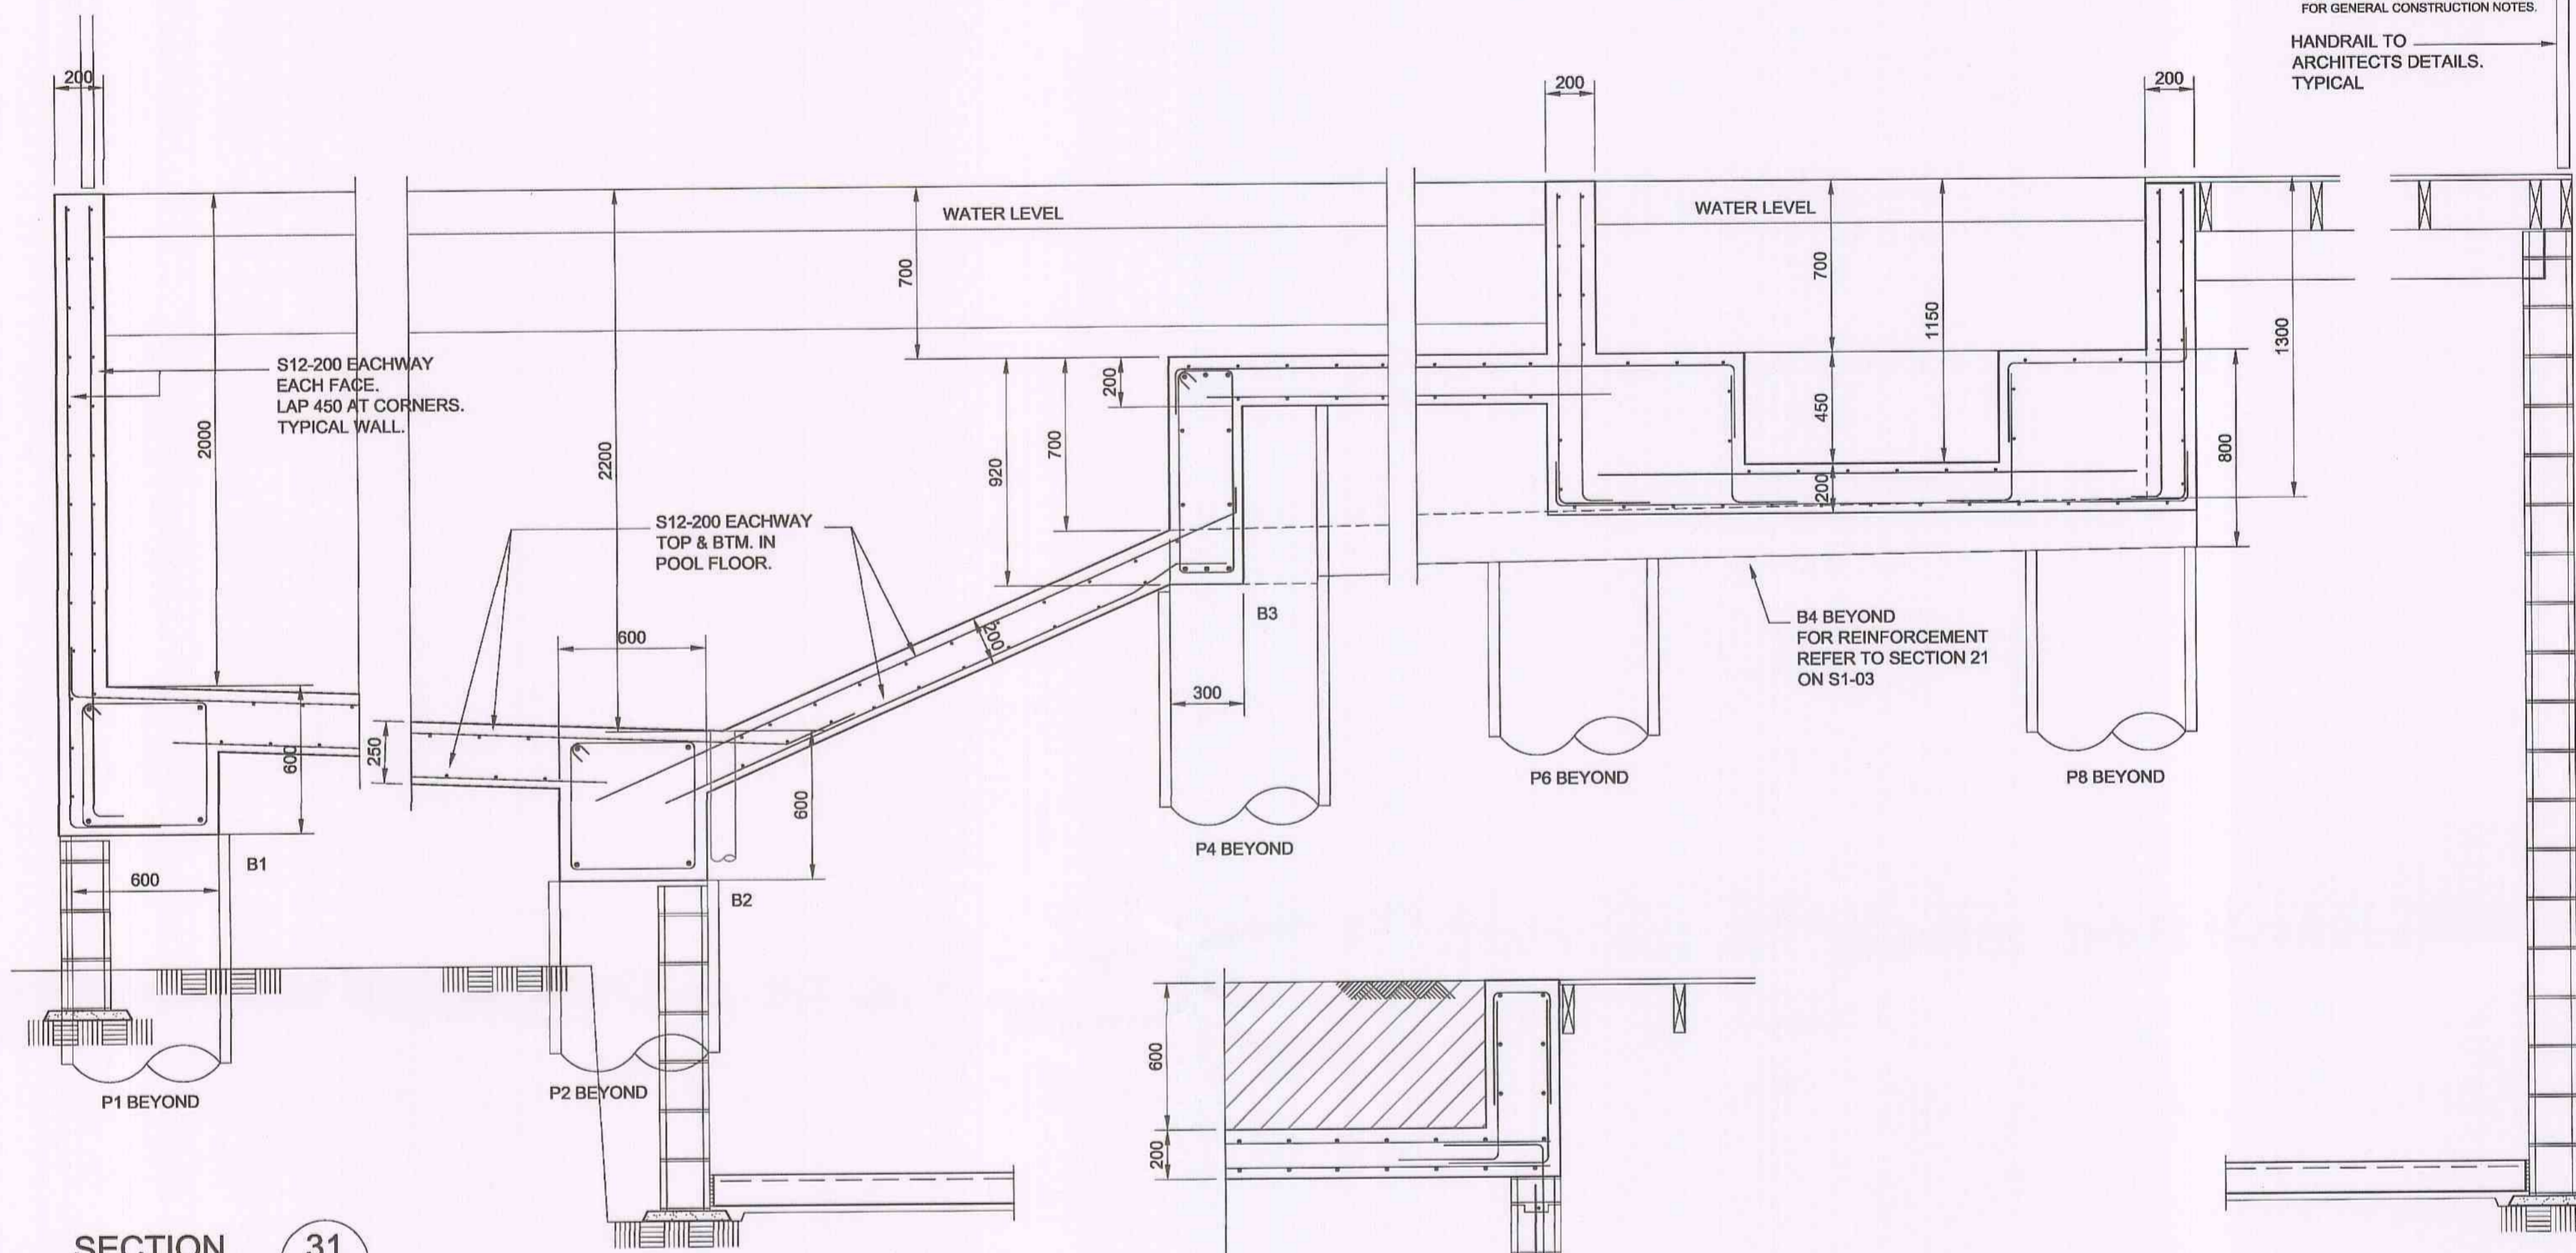 FOR GENERAL CONSTRUCTION NOTES.
HANDRAIL TO
ARCHITECTS DETAILS.
TYPICAL
200
200
200
WATER LEVEL
WATER LEVEL
700
700
1150
1300
S12-200 EACHWAY
EACH FACE.
LAP 450 AT CORNERS.
TYPICAL WALL.
2000
2200
200
700
920
450
200
800
S12-200 EACHWAY
TOP & BTM. IN
POOL FLOOR.
600
200
B3
300
B4 BEYOND
FOR REINFORCEMENT
REFER TO SECTION 21
ON S1-03
600
250
600
P6 BEYOND
P8 BEYOND
P4 BEYOND
B1
600
B2
P1 BEYOND
P2 BEYOND
600
200
SECTION
31